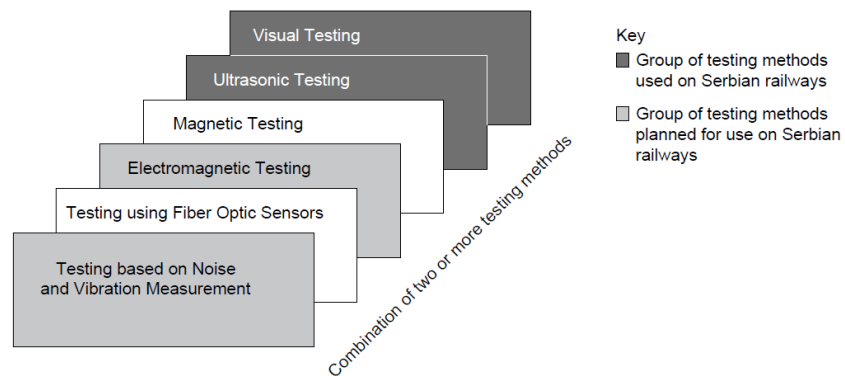 Visual Testing
Ultrasonic Testing
Magnetic Testing
Electromagnetic Testing
Testing using Fiber Optic Sensors
Testing based on Noise
and Vibration Measurement
Combination of two or more testing methods
Key
Group of testing methods
used on Serbian railways
Group of testing methods
planned for use on Serbian
railways